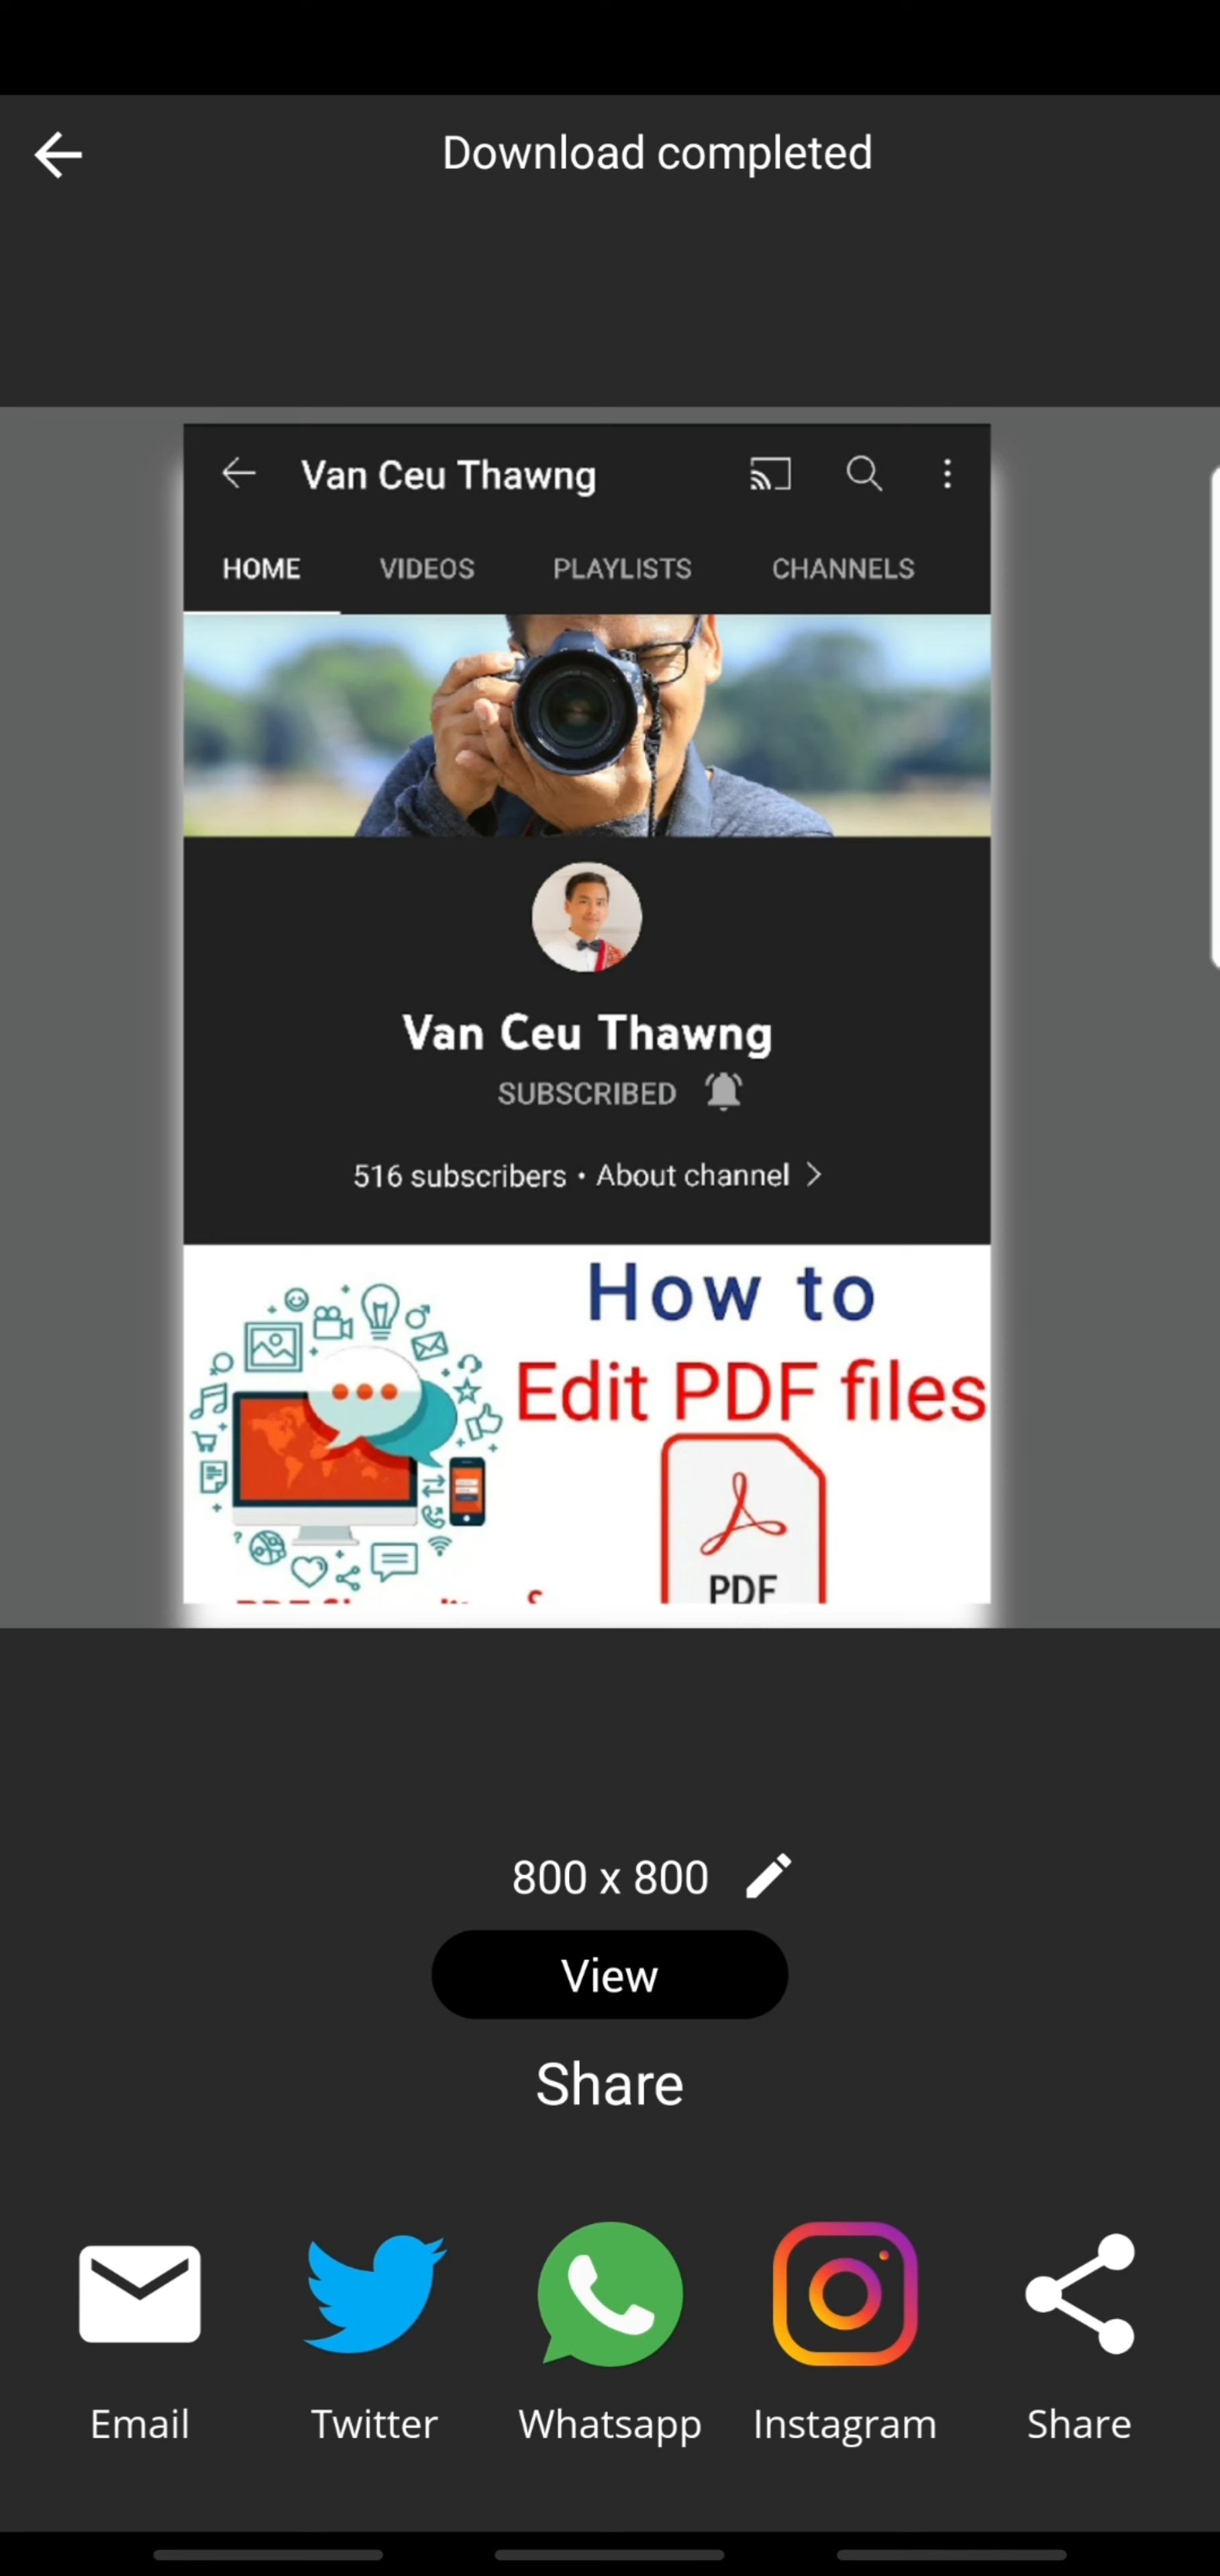 Download completed
Van Ceu Thawng
HOME VIDEOS PLAYLISTS CHANNELS
Van Ceu Thawng
SUBSCRIBED
516 subscribers • About channel
How to
Edit PDF files
PDF
800 x 800
View
Share
Email Twitter Whatsapp Instagram Share